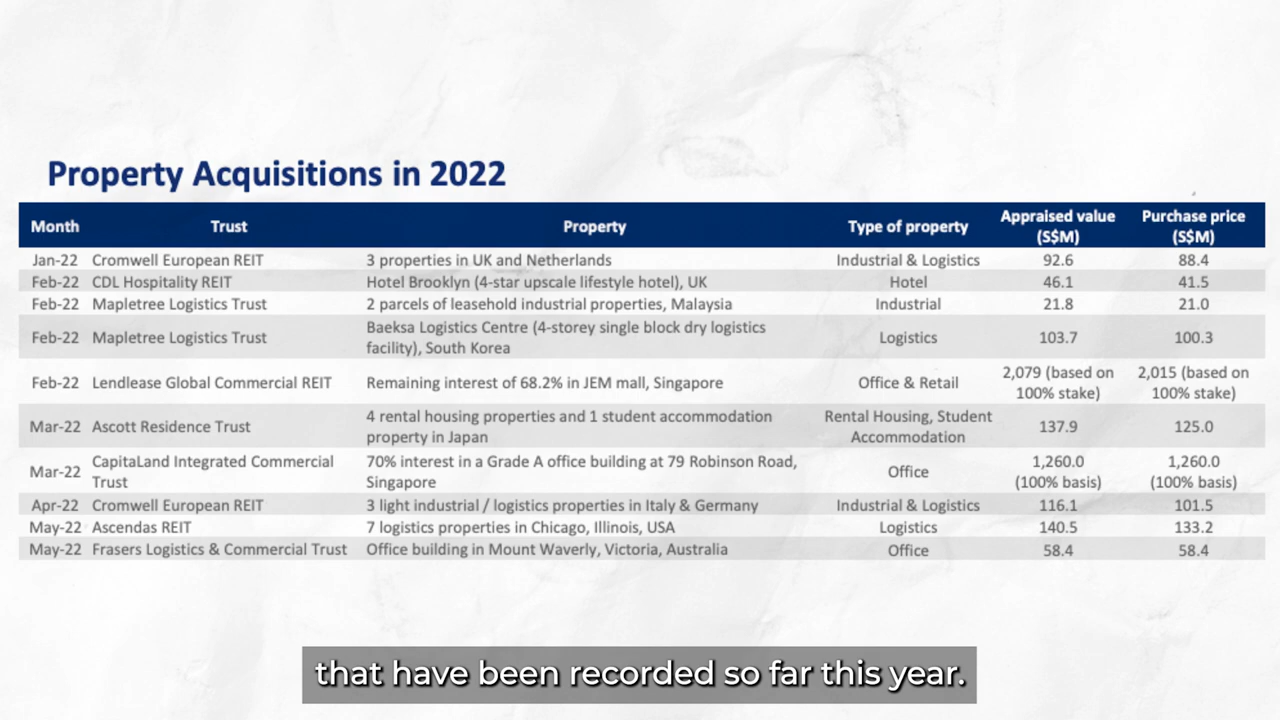 Property Acquisitions in 2022
Month Trust Property Type of property Appraised value (S$M) Purchase price (S$M)
Jan-22 Cromwell European REIT 3 properties in UK and Netherlands Industrial & Logistics 92.6 88.4
Feb-22 CDL Hospitality REIT Hotel Brooklyn (4-star upscale lifestyle hotel), UK Hotel 46.1 41.5
Feb-22 Mapletree Logistics Trust 2 parcels of leasehold industrial properties, Malaysia Industrial 21.8 21.0
Feb-22 Mapletree Logistics Trust Baeksa Logistics Centre (4-storey single block dry logistics facility), South Korea Logistics 103.7 100.3
Feb-22 Lendlease Global Commercial REIT Remaining interest of 68.2% in JEM mall, Singapore Office & Retail 2,079 (based on 100% stake) 2,015 (based on 100% stake)
Mar-22 Ascott Residence Trust 4 rental housing properties and 1 student accommodation property in Japan Rental Housing, Student Accommodation 137.9 125.0
Mar-22 CapitaLand Integrated Commercial Trust 70% interest in a Grade A office building at 79 Robinson Road, Singapore Office 1,260.0 (100% basis) 1,260.0 (100% basis)
Apr-22 Cromwell European REIT 3 light industrial / logistics properties in Italy & Germany Industrial & Logistics 116.1 101.5
May-22 Ascendas REIT 7 logistics properties in Chicago, Illinois, USA Logistics 140.5 133.2
May-22 Frasers Logistics & Commercial Trust Office building in Mount Waverly, Victoria, Australia Office 58.4 58.4
that have been recorded so far this year.